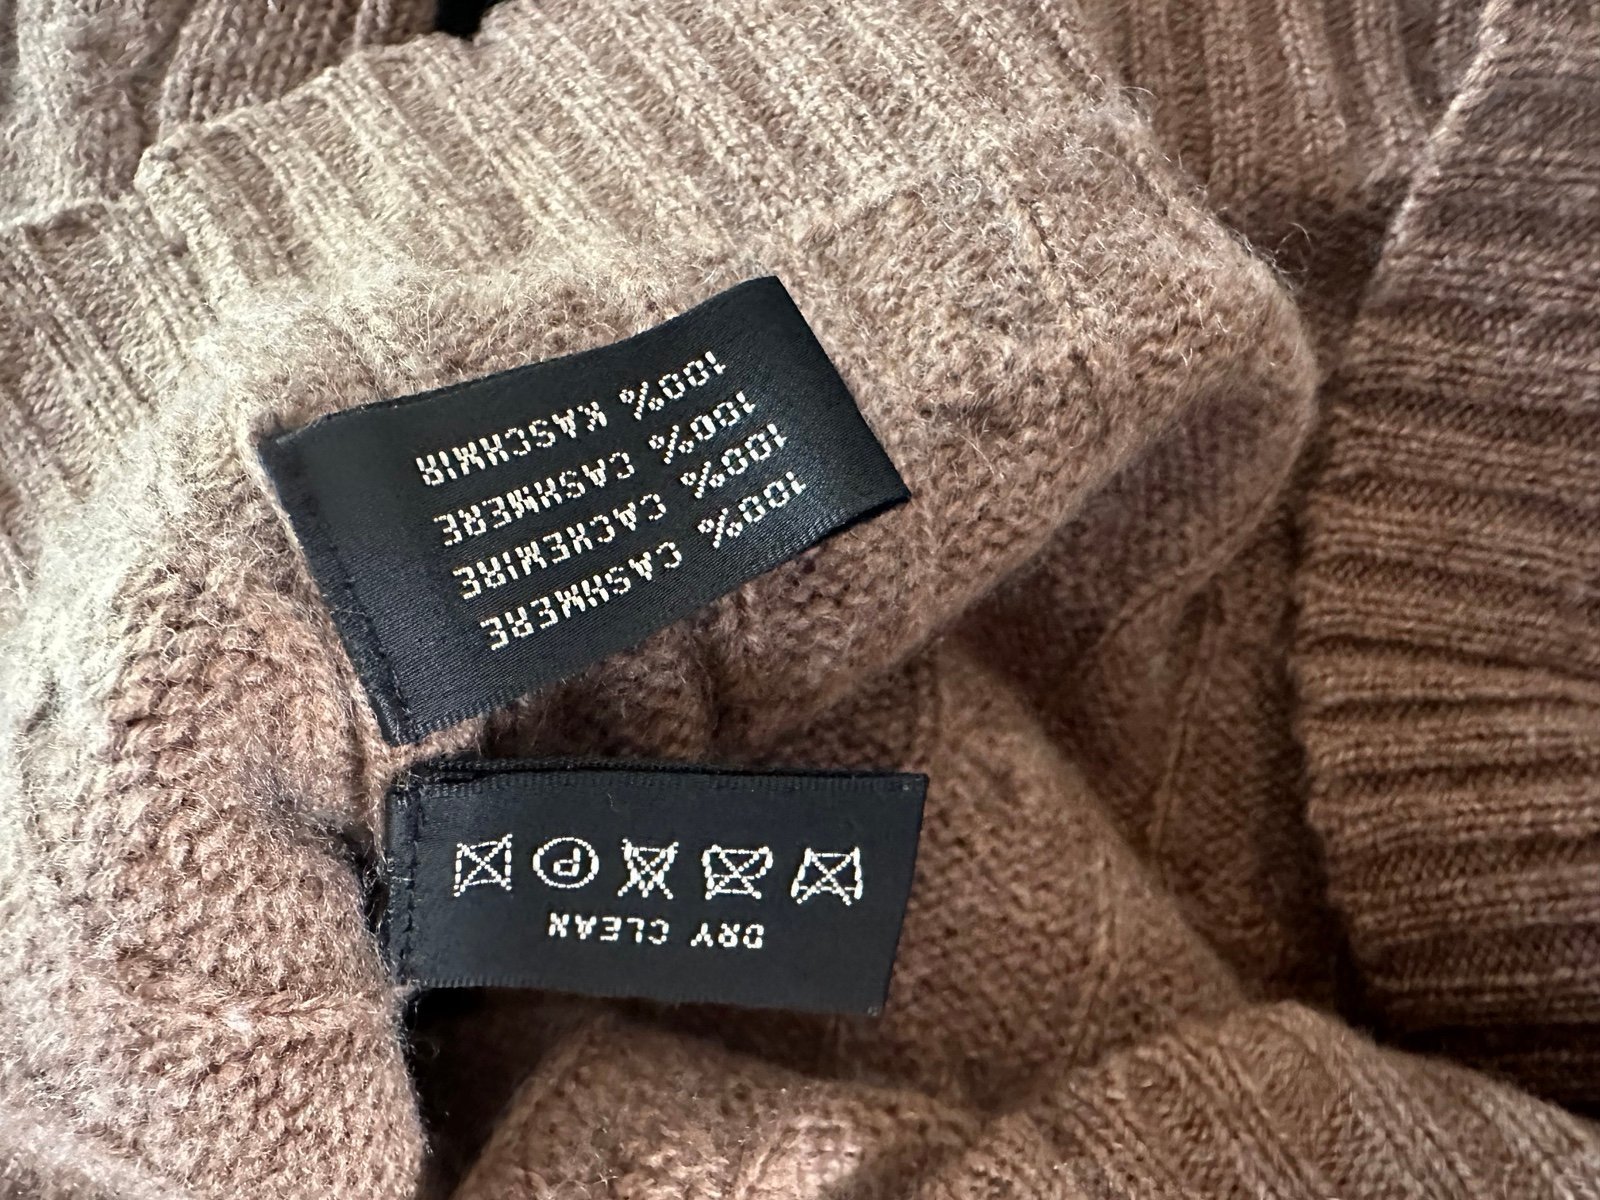 DRY CLEAN
P
100% CASHMERE
100% CACHEMIRE
100% CASHMERE
100% KASCHMIR